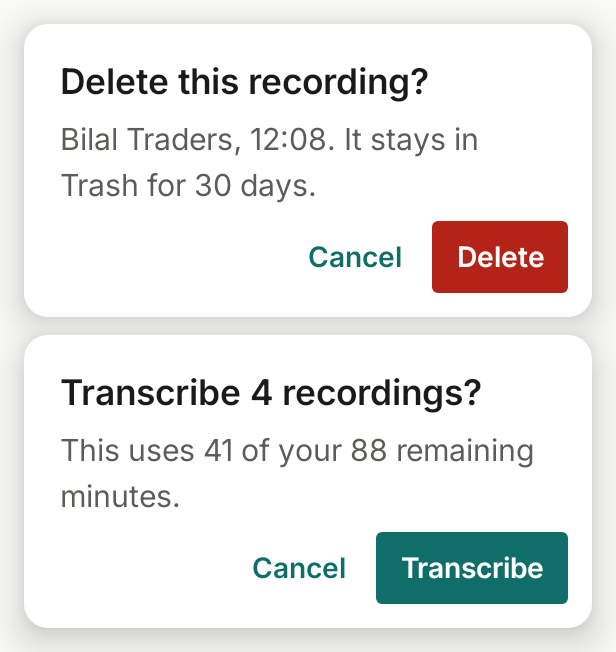 Delete this recording?
Bilal Traders, 12:08. It stays in
Trash for 30 days.
Cancel Delete
Transcribe 4 recordings?
This uses 41 of your 88 remaining
minutes.
Cancel Transcribe